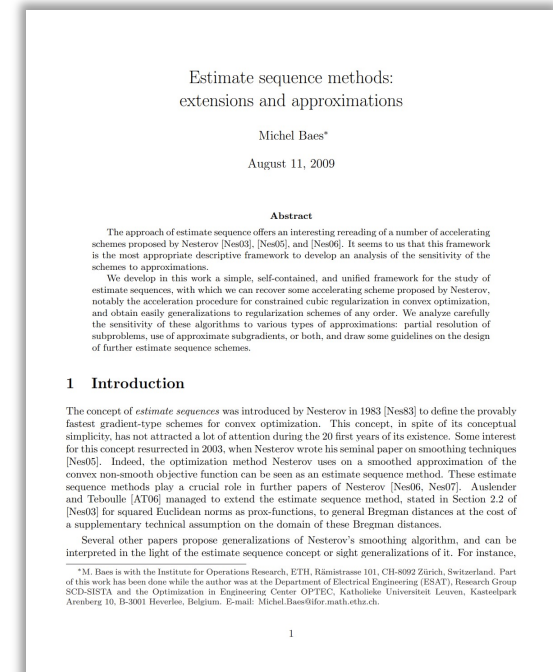 Estimate sequence methods:
extensions and approximations
Michel Baes*
August 11, 2009
Abstract
The approach of estimate sequence offers an interesting rereading of a number of accelerating
schemes proposed by Nesterov [Nes03], [Nes05], and [Nes06]. It seems to us that this framework
is the most appropriate descriptive framework to develop an analysis of the sensitivity of the
schemes to approximations.
We develop in this work a simple, self-contained, and unified framework for the study of
estimate sequences, with which we can recover some accelerating scheme proposed by Nesterov,
notably the acceleration procedure for constrained cubic regularization in convex optimization,
and obtain easily generalizations to regularization schemes of any order. We analyze carefully
the sensitivity of these algorithms to various types of approximations: partial resolution of
subproblems, use of approximate subgradients, or both, and draw some guidelines on the design
of further estimate sequence schemes.
1 Introduction
The concept of estimate sequences was introduced by Nesterov in 1983 [Nes83] to define the provably
fastest gradient-type schemes for convex optimization. This concept, in spite of its conceptual
simplicity, has not attracted a lot of attention during the 20 first years of its existence. Some interest
for this concept resurrected in 2003, when Nesterov wrote his seminal paper on smoothing techniques
[Nes05]. Indeed, the optimization method Nesterov uses on a smoothed approximation of the
convex non-smooth objective function can be seen as an estimate sequence method. These estimate
sequence methods play a crucial role in further papers of Nesterov [Nes06, Nes07]. Auslender
and Teboulle [AT06] managed to extend the estimate sequence method, stated in Section 2.2 of
[Nes03] for squared Euclidean norms as prox-functions, to general Bregman distances at the cost of
a supplementary technical assumption on the domain of these Bregman distances.
Several other papers propose generalizations of Nesterov's smoothing algorithm, and can be
interpreted in the light of the estimate sequence concept or sight generalizations of it. For instance,
*M. Baes is with the Institute for Operations Research, ETH, Rämistrasse 101, CH-8092 Zürich, Switzerland. Part
of this work has been done while the author was at the Department of Electrical Engineering (ESAT), Research Group
SCD-SISTA and the Optimization in Engineering Center OPTEC, Katholieke Universiteit Leuven, Kasteelpark
Arenberg 10, B-3001 Heverlee, Belgium. E-mail: Michel.Baes@ifor.math.ethz.ch.
1